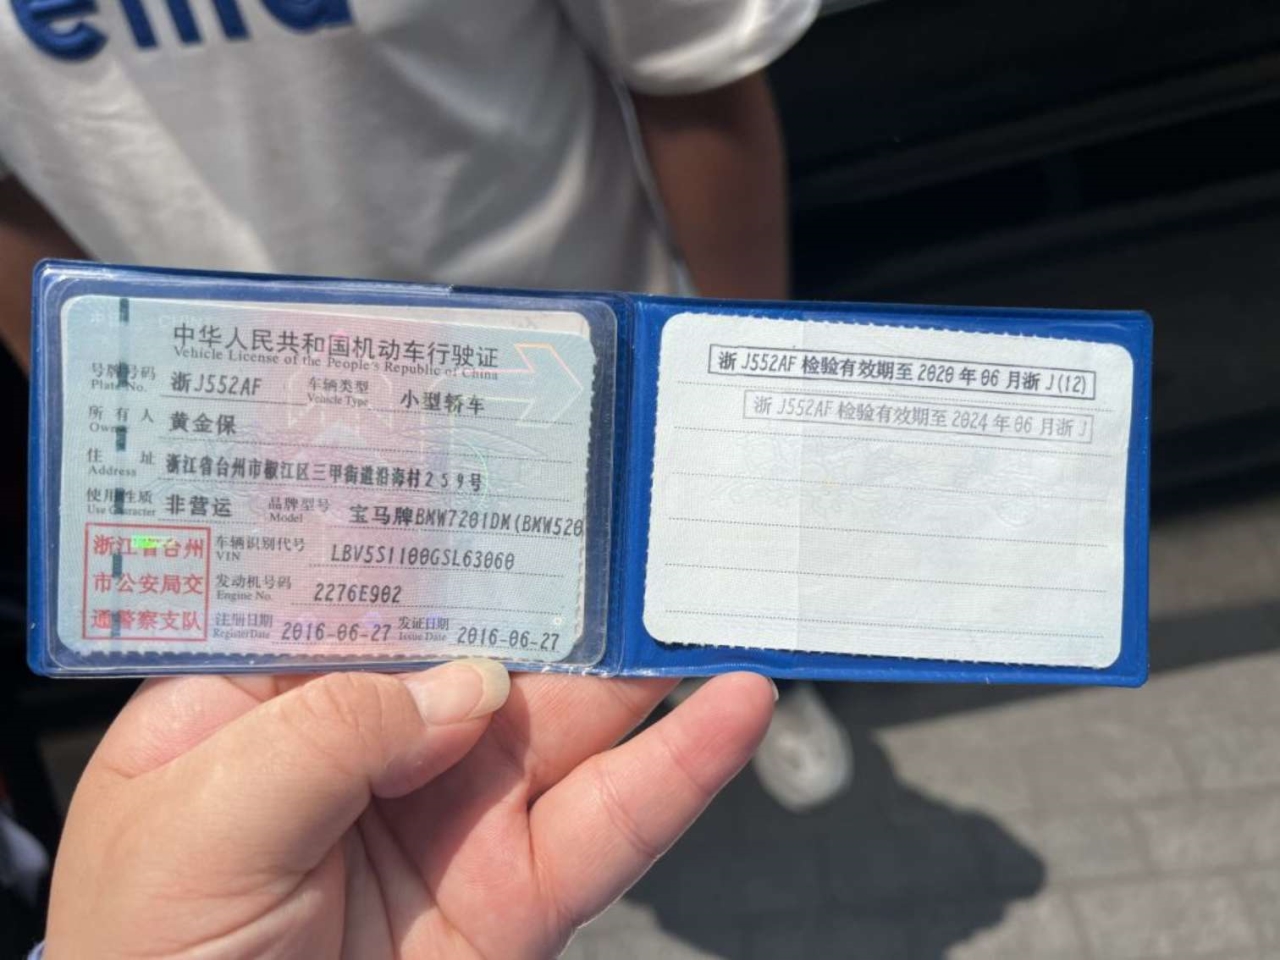 中华人民共和国机动车行驶证
Vehicle License of the People's Republic of China
号牌号码 浙J552AF 车辆类型 小型轿车
Plate No. Vehicle Type
所有人 黄金保
Owner
住址 浙江省台州市椒江区三甲街道沿海村259号
Address
使用性质 非营运 品牌型号 宝马牌BMW7201DM(BMW520
Use Character Model
浙江省台州
市公安局交
通警察支队
车辆识别代号 LBV5S1100GSL63060
VIN
发动机号码 2276E902
Engine No.
注册日期 2016-06-27 发证日期 2016-06-27
Register Date Issue Date
浙J552AF 检验有效期至2020年06月浙J(12)
浙J552AF 检验有效期至2024年06月浙J